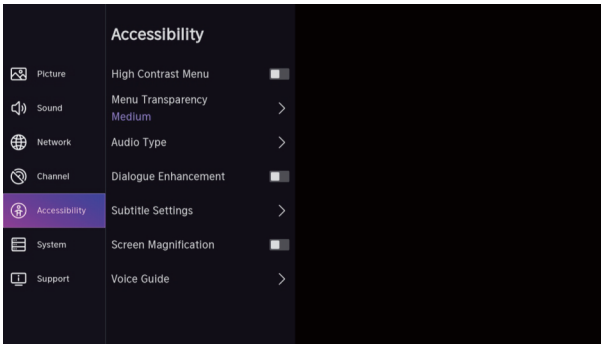 Accessibility
Picture
Sound
Network
Channel
Accessibility
System
Support
High Contrast Menu
Menu Transparency
Medium
Audio Type
Dialogue Enhancement
Subtitle Settings
Screen Magnification
Voice Guide